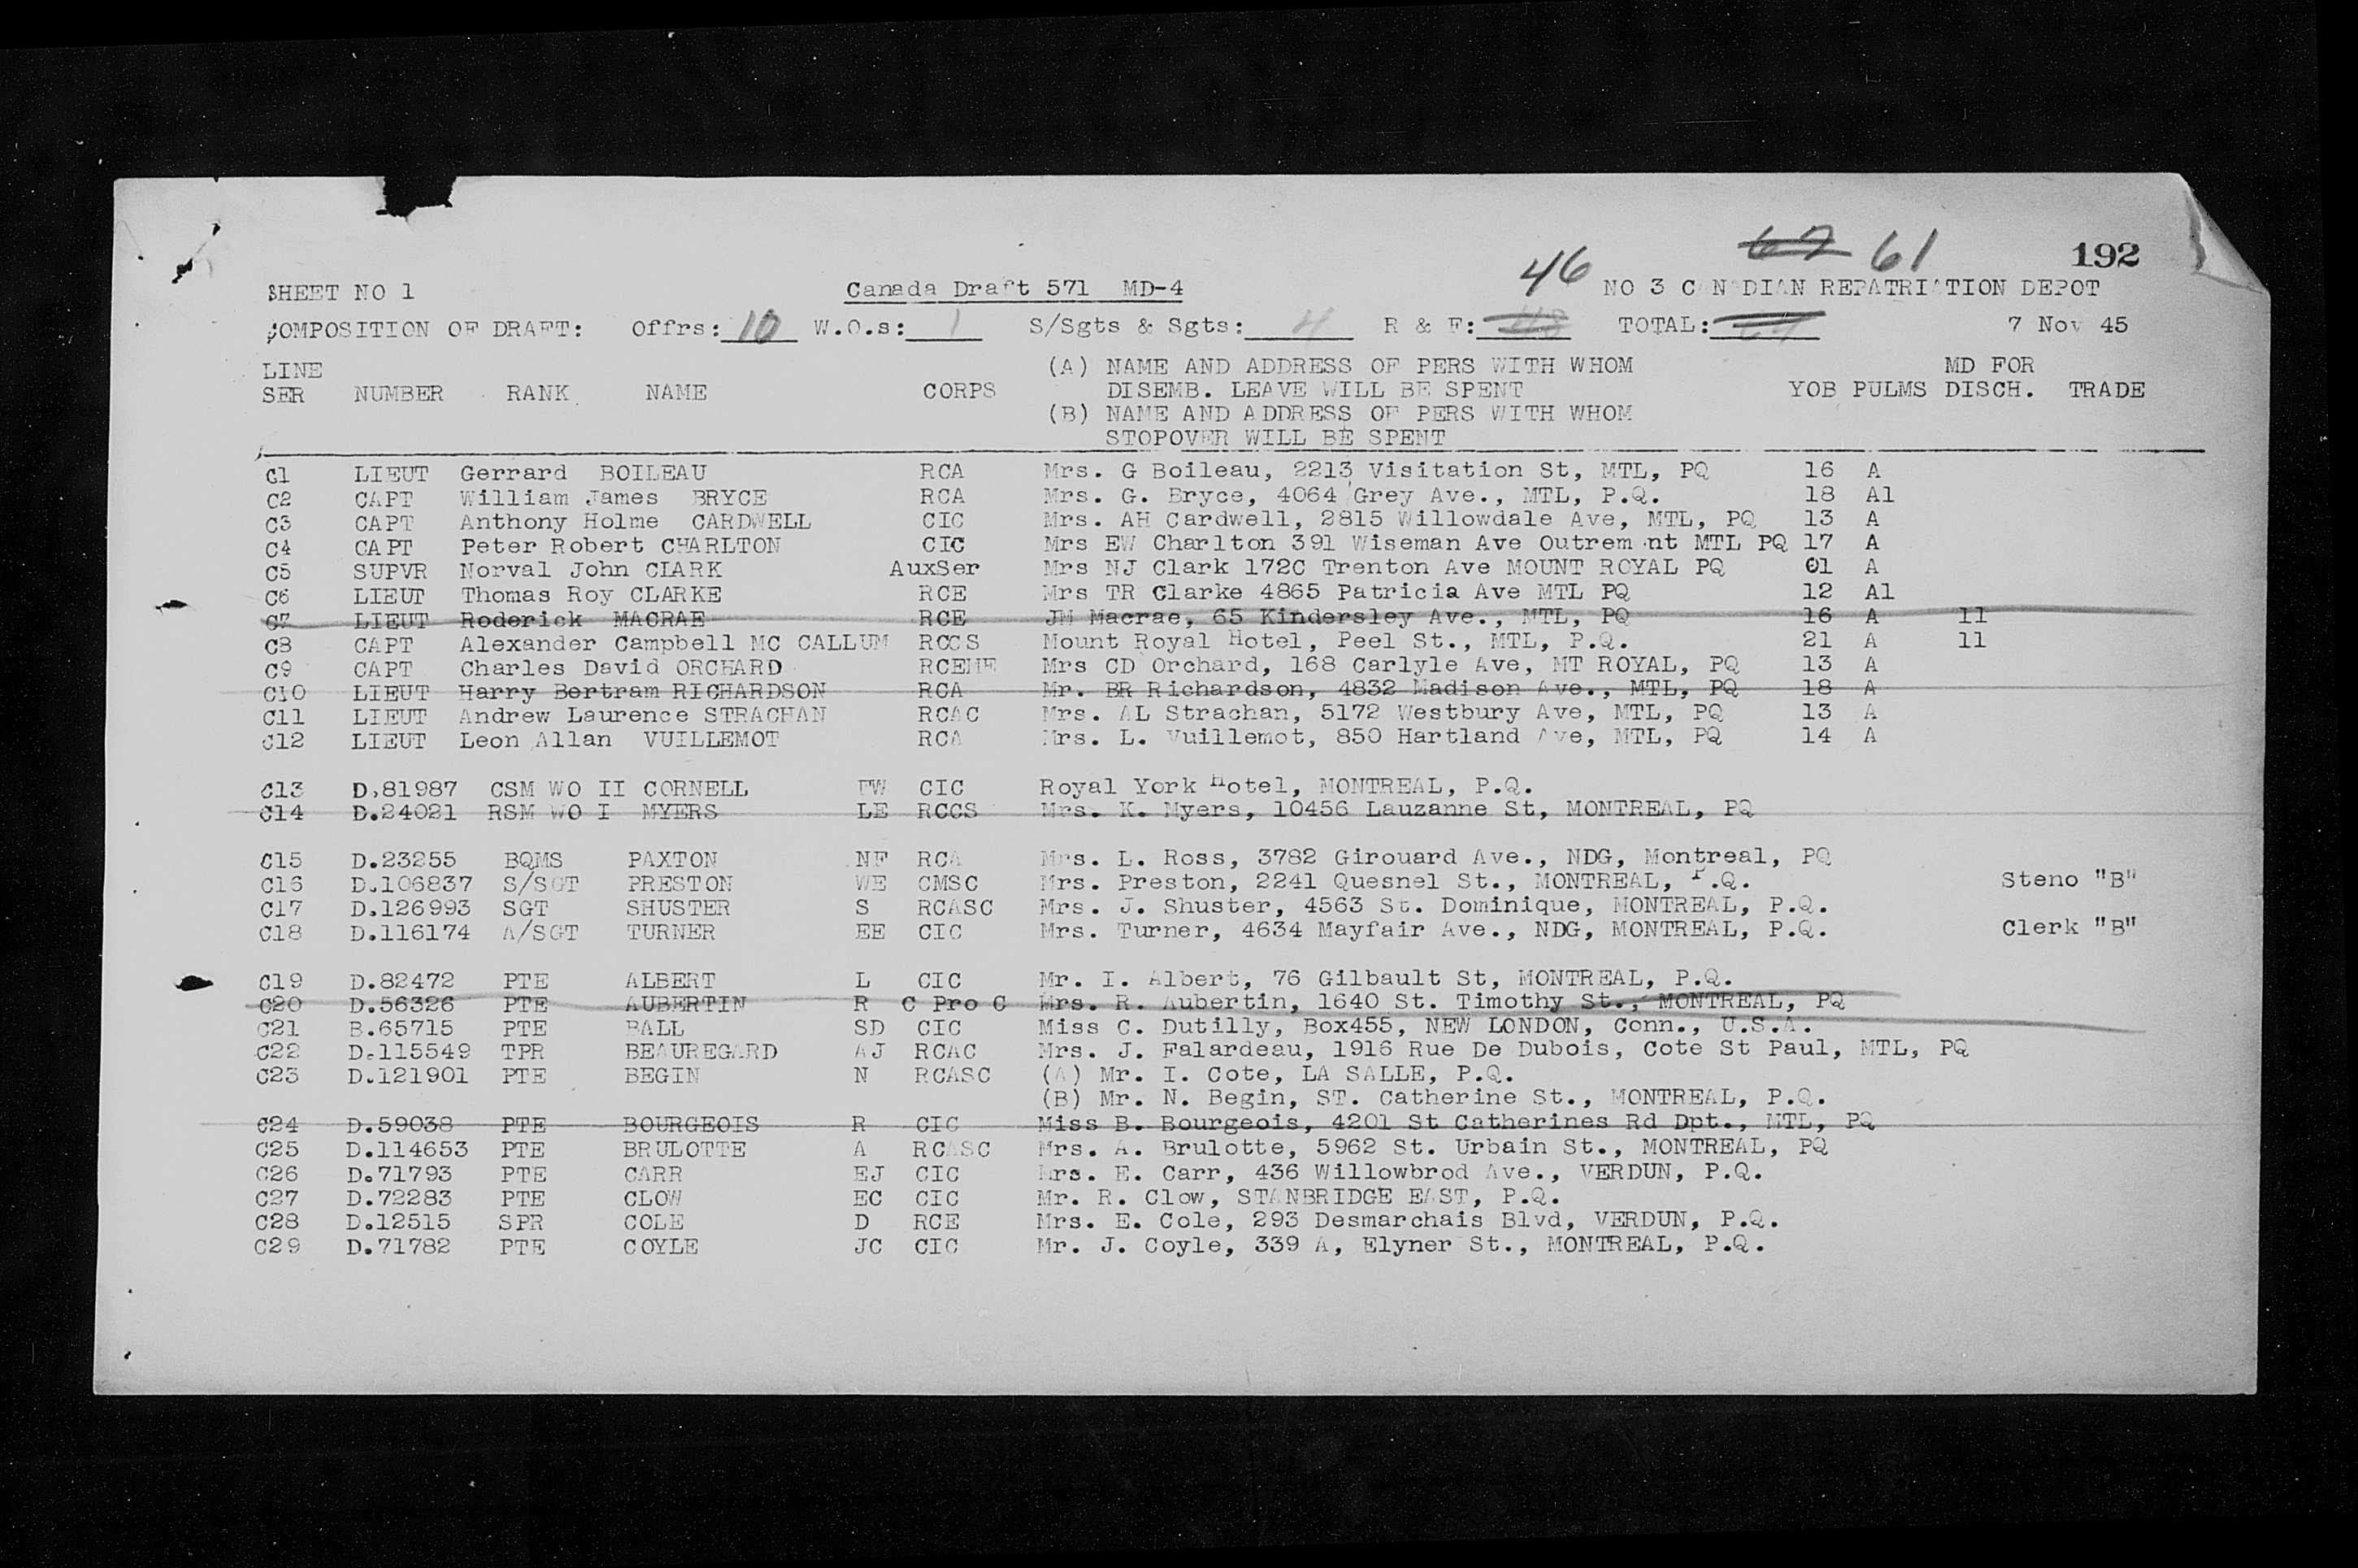 46 67 61 192
SHEET NO 1 Canada Draft 571 MD-4 NO 3 CANADIAN REPATRIATION DEPOT
COMPOSITION OF DRAFT: Offrs: 10 W.O.s: 1 S/Sgts & Sgts: 4 R & F: 48 TOTAL: 7 Nov 45
LINE (A) NAME AND ADDRESS OF PERS WITH WHOM MD FOR
SER NUMBER RANK NAME CORPS DISEMB. LEAVE WILL BE SPENT YOB PULMS DISCH. TRADE
(B) NAME AND ADDRESS OF PERS WITH WHOM
STOPOVER WILL BE SPENT
C1 LIEUT Gerrard BOILEAU RCA Mrs. G Boileau, 2213 Visitation St, MTL, PQ 16 A
C2 CAPT William James BRYCE RCA Mrs. G. Bryce, 4064 Grey Ave., MTL, P.Q. 18 A1
C3 CAPT Anthony Holme CARDWELL CIC Mrs. AH Cardwell, 2815 Willowdale Ave, MTL, PQ 13 A
C4 CAPT Peter Robert CHARLTON CIC Mrs EW Charlton 391 Wiseman Ave Outrem nt MTL PQ 17 A
C5 SUPVR Norval John CLARK AuxSer Mrs NJ Clark 172C Trenton Ave MOUNT ROYAL PQ 01 A
C6 LIEUT Thomas Roy CLARKE RCE Mrs TR Clarke 4865 Patricia Ave MTL PQ 12 A1
C7 LIEUT Roderick MACRAE RCE JM Macrae, 65 Kindersley Ave., MTL, PQ 16 A 11
C8 CAPT Alexander Campbell MC CALLUM RCCS Mount Royal Hotel, Peel St., MTL, P.Q. 21 A 11
C9 CAPT Charles David ORCHARD RCEME Mrs CD Orchard, 168 Carlyle Ave, MT ROYAL, PQ 13 A
C10 LIEUT Harry Bertram RICHARDSON RCA Mr. BR Richardson, 4832 Madison Ave., MTL, PQ 18 A
C11 LIEUT Andrew Laurence STRACHAN RCAC Mrs. AL Strachan, 5172 Westbury Ave, MTL, PQ 13 A
C12 LIEUT Leon Allan VUILLEMOT RCA Mrs. L. Vuillemot, 850 Hartland Ave, MTL, PQ 14 A
C13 D.81987 CSM WO II CORNELL FW CIC Royal York Hotel, MONTREAL, P.Q.
C14 D.24021 RSM WO I MYERS LE RCCS Mrs. K. Myers, 10456 Lauzanne St, MONTREAL, PQ
C15 D.23255 BQMS PAXTON NF RCA Mrs. L. Ross, 3782 Girouard Ave., NDG, Montreal, PQ
C16 D.106837 S/SGT PRESTON WE CMSC Mrs. Preston, 2241 Quesnel St., MONTREAL, P.Q. Steno "B"
C17 D.126993 SGT SHUSTER S RCASC Mrs. J. Shuster, 4563 St. Dominique, MONTREAL, P.Q.
C18 D.116174 A/SGT TURNER EE CIC Mrs. Turner, 4634 Mayfair Ave., NDG, MONTREAL, P.Q. Clerk "B"
C19 D.82472 PTE ALBERT L CIC Mr. I. Albert, 76 Gilbault St, MONTREAL, P.Q.
C20 D.56326 PTE AUBERTIN R C Pro C Mrs. R. Aubertin, 1640 St. Timothy St., MONTREAL, PQ
C21 B.65715 PTE BALL SD CIC Miss C. Dutilly, Box455, NEW LONDON, Conn., U.S.A.
C22 D.115549 TPR BEAUREGARD AJ RCAC Mrs. J. Falardeau, 1916 Rue De Dubois, Cote St Paul, MTL, PQ
C23 D.121901 PTE BEGIN N RCASC (A) Mr. I. Cote, LA SALLE, P.Q.
(B) Mr. N. Begin, ST. Catherine St., MONTREAL, P.Q.
C24 D.59038 PTE BOURGEOIS R CIC Miss B. Bourgeois, 4201 St Catherines Rd Dpt., MTL, PQ
C25 D.114653 PTE BRULOTTE A RCASC Mrs. A. Brulotte, 5962 St. Urbain St., MONTREAL, PQ
C26 D.71793 PTE CARR EJ CIC Mrs. E. Carr, 436 Willowbrod Ave., VERDUN, P.Q.
C27 D.72283 PTE CLOW EC CIC Mr. R. Clow, STANBRIDGE EAST, P.Q.
C28 D.12515 SPR COLE D RCE Mrs. E. Cole, 293 Desmarchais Blvd, VERDUN, P.Q.
C29 D.71782 PTE COYLE JC CIC Mr. J. Coyle, 339 A, Elyner St., MONTREAL, P.Q.